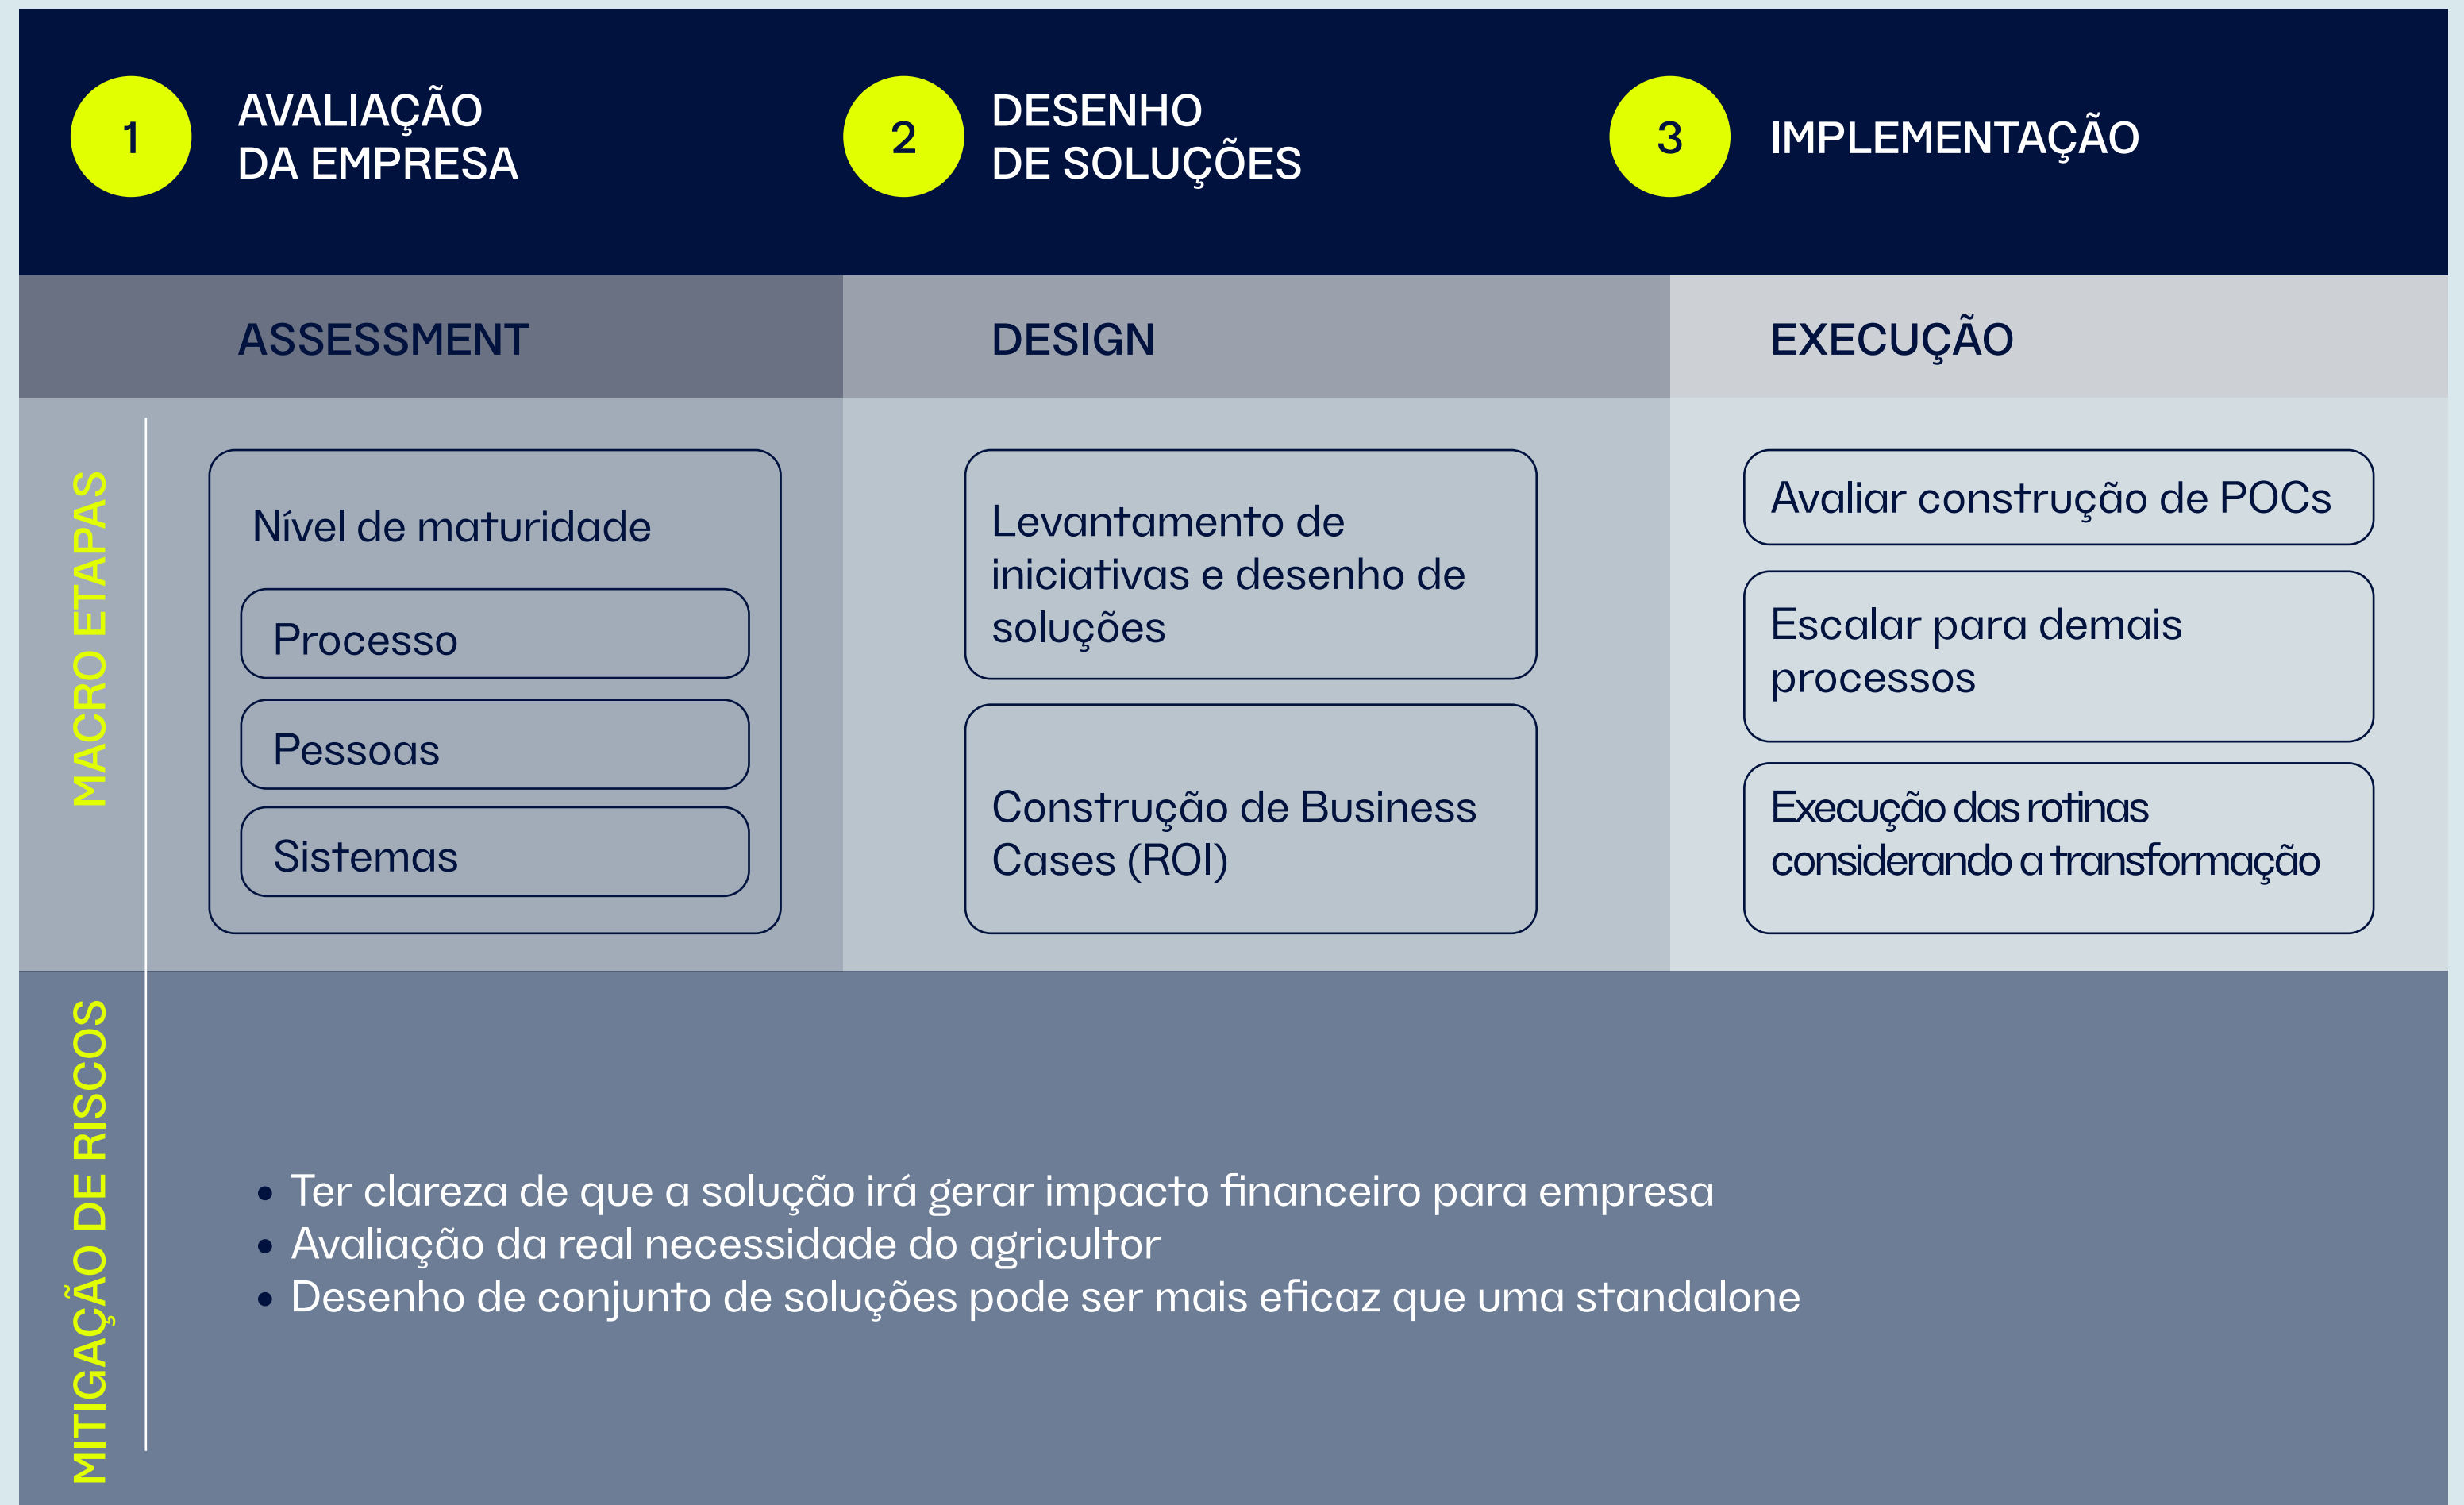 1
AVALIAÇÃO
DA EMPRESA
2
DESENHO
DE SOLUÇÕES
3
IMPLEMENTAÇÃO
ASSESSMENT
DESIGN
EXECUÇÃO
MACRO ETAPAS
Nível de maturidade
Processo
Pessoas
Sistemas
Levantamento de
iniciativas e desenho de
soluções
Construção de Business
Cases (ROI)
Avaliar construção de POCs
Escalar para demais
processos
Execução das rotinas
considerando a transformação
MITIGAÇÃO DE RISCOS
• Ter clareza de que a solução irá gerar impacto financeiro para empresa
• Avaliação da real necessidade do agricultor
• Desenho de conjunto de soluções pode ser mais eficaz que uma standalone